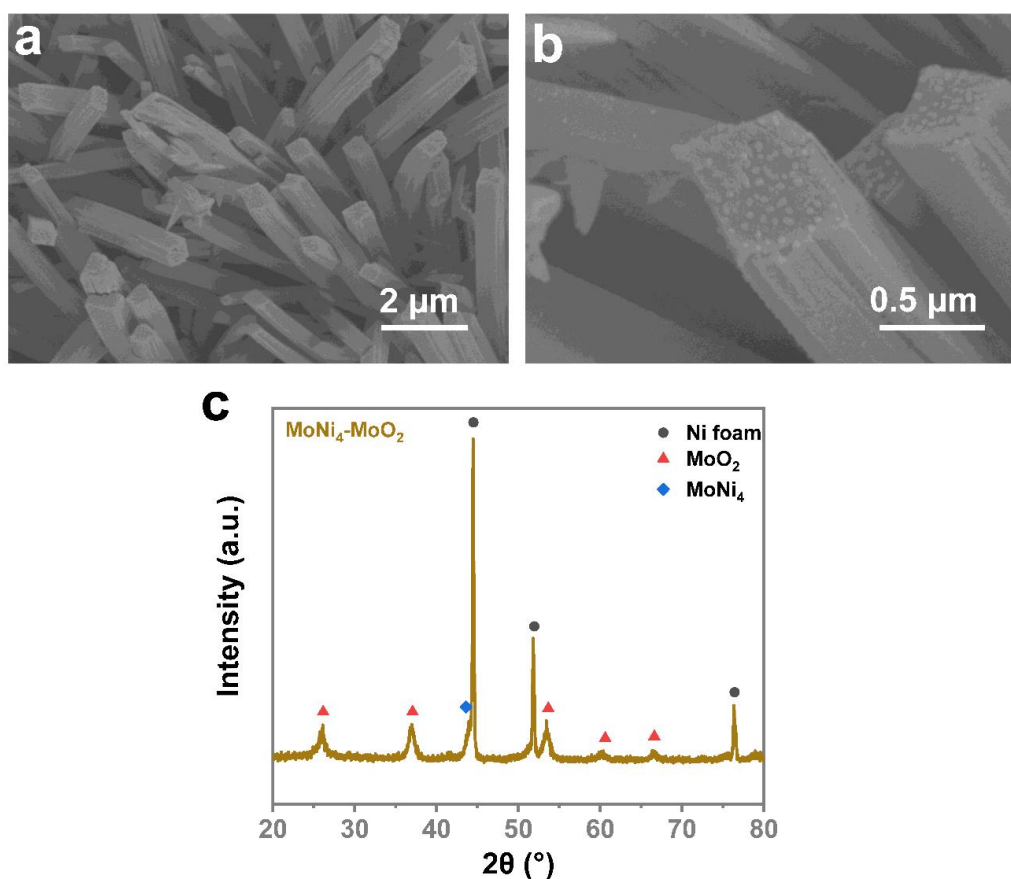 a
2 μm
b
0.5 μm
c
MoNi₄-MoO₂
Ni foam
MoO₂
MoNi₄
Intensity (a.u.)
20 30 40 50 60 70 80
2θ (°)